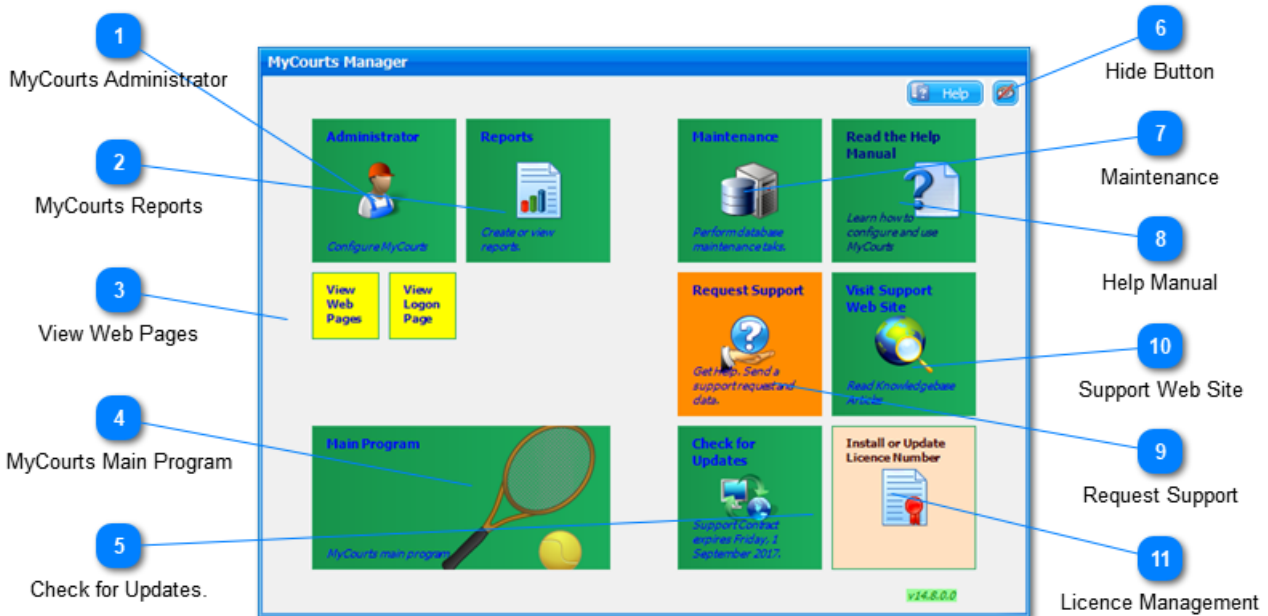 1
MyCourts Administrator
2
MyCourts Reports
3
View Web Pages
4
MyCourts Main Program
5
Check for Updates.
MyCourts Manager
Help
Administrator
Configure MyCourts
Reports
Create or view
reports.
Maintenance
Perform database
maintenance taks.
Read the Help
Manual
?
Learn how to
configure and use
MyCourts
View
Web
Pages
View
Logon
Page
Request Support
?
Get Help. Send a
support request and
data.
Visit Support
Web Site
Read Knowledgebase
Articles
Main Program
MyCourts main program
Check for
Updates
Support Contract
expires Friday, 1
September 2017.
Install or Update
Licence Number
v14.8.0.0
6
Hide Button
7
Maintenance
8
Help Manual
10
Support Web Site
9
Request Support
11
Licence Management